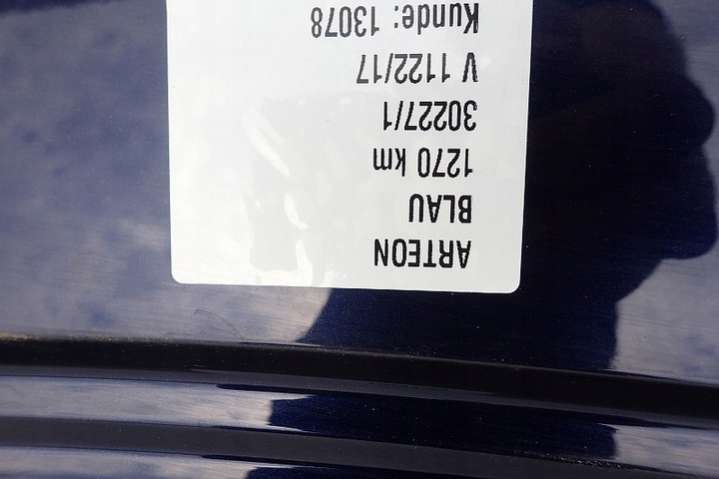 ARTEON
BLAU
1270 km
30227/1
V 1122/17
Kunde: 13078